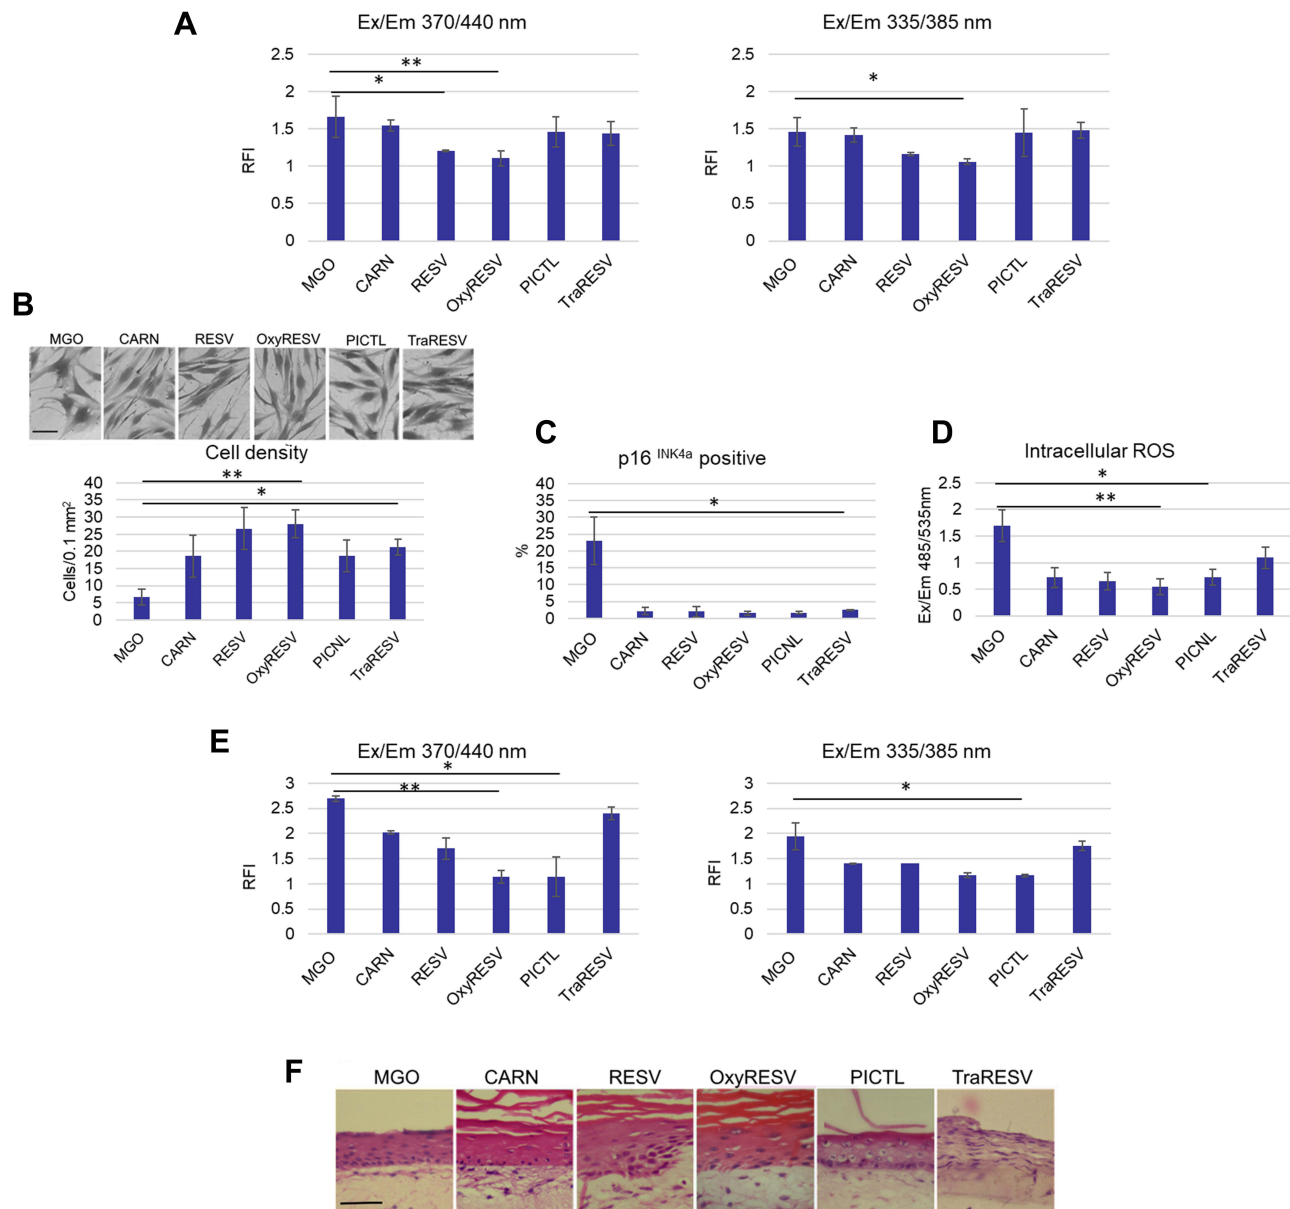 A
Ex/Em 370/440 nm
Ex/Em 335/385 nm
RFI
2.5
2
1.5
1
0.5
0
**
*
MGO
CARN
RESV
OxyRESV
PICTL
TraRESV
RFI
2.5
2
1.5
1
0.5
0
*
MGO
CARN
RESV
OxyRESV
PICTL
TraRESV
B
MGO CARN RESV OxyRESV PICTL TraRESV
Cell density
Cells/0.1 mm²
40
35
30
25
20
15
10
5
0
**
*
MGO
CARN
RESV
OxyRESV
PICNL
TraRESV
C
p16 INK4a positive
%
40
35
30
25
20
15
10
5
0
*
MGO
CARN
RESV
OxyRESV
PICNL
TraRESV
D
Intracellular ROS
Ex/Em 485/535nm
2.5
2
1.5
1
0.5
0
*
**
MGO
CARN
RESV
OxyRESV
PICNL
TraRESV
E
Ex/Em 370/440 nm
Ex/Em 335/385 nm
RFI
3
2.5
2
1.5
1
0.5
0
*
**
MGO
CARN
RESV
OxyRESV
PICTL
TraRESV
RFI
3
2.5
2
1.5
1
0.5
0
*
MGO
CARN
RESV
OxyRESV
PICTL
TraRESV
F
MGO CARN RESV OxyRESV PICTL TraRESV